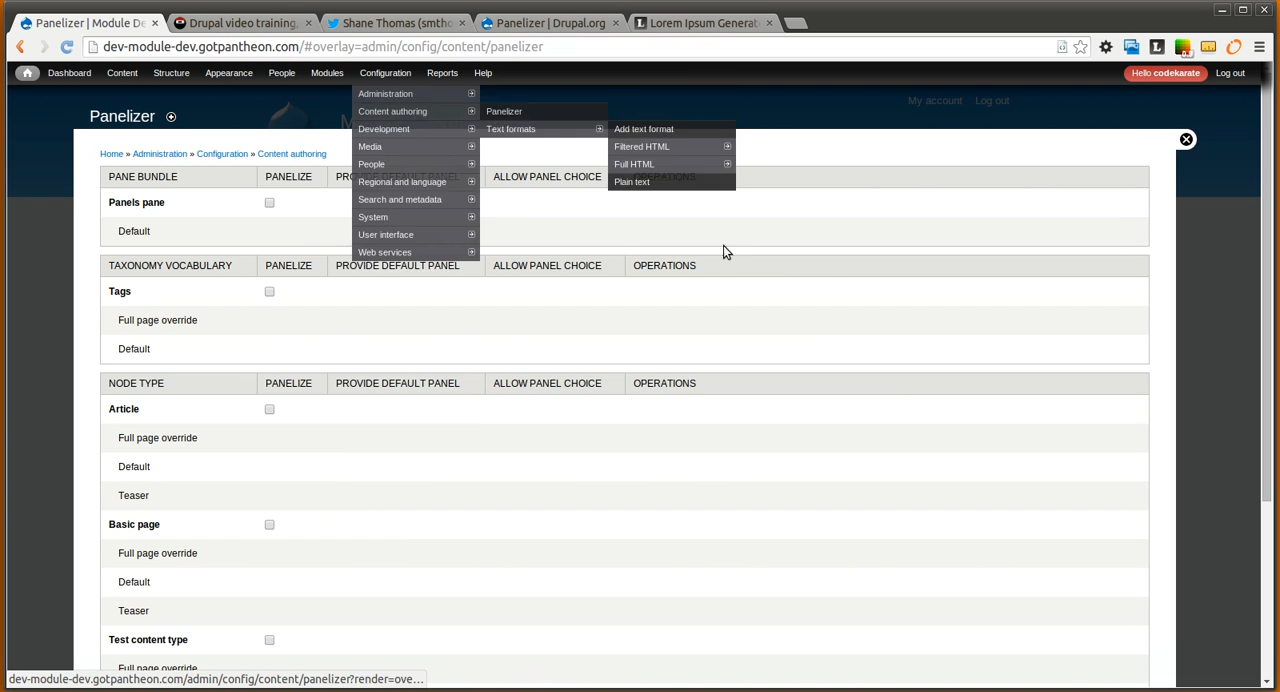 Panelizer | Module De
Drupal video training,
Shane Thomas (smtho
Panelizer | Drupal.org
Lorem Ipsum Generat
dev-module-dev.gotpantheon.com/#overlay=admin/config/content/panelizer
Dashboard Content Structure Appearance People Modules Configuration Reports Help Hello codekarate Log out
My account Log out
Panelizer
Administration
Content authoring
Development
Media
People
Regional and language
Search and metadata
System
User interface
Web services
Panelizer
Text formats
Add text format
Filtered HTML
Full HTML
Plain text
Home » Administration » Configuration » Content authoring
PANE BUNDLE PANELIZE ALLOW PANEL CHOICE
Panels pane
Default
TAXONOMY VOCABULARY PANELIZE PROVIDE DEFAULT PANEL ALLOW PANEL CHOICE OPERATIONS
Tags
Full page override
Default
NODE TYPE PANELIZE PROVIDE DEFAULT PANEL ALLOW PANEL CHOICE OPERATIONS
Article
Full page override
Default
Teaser
Basic page
Full page override
Default
Teaser
Test content type
Full page override
dev-module-dev.gotpantheon.com/admin/config/content/panelizer?render=ove...